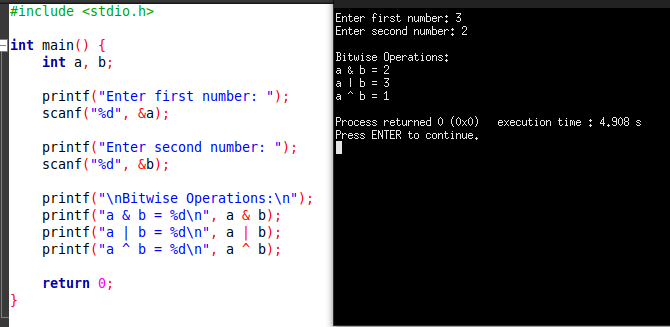 #include <stdio.h>
int main() {
    int a, b;
    printf("Enter first number: ");
    scanf("%d", &a);
    printf("Enter second number: ");
    scanf("%d", &b);
    printf("\nBitwise Operations:\n");
    printf("a & b = %d\n", a & b);
    printf("a | b = %d\n", a | b);
    printf("a ^ b = %d\n", a ^ b);
    return 0;
}
Enter first number: 3
Enter second number: 2
Bitwise Operations:
a & b = 2
a | b = 3
a ^ b = 1
Process returned 0 (0x0)   execution time : 4.908 s
Press ENTER to continue.